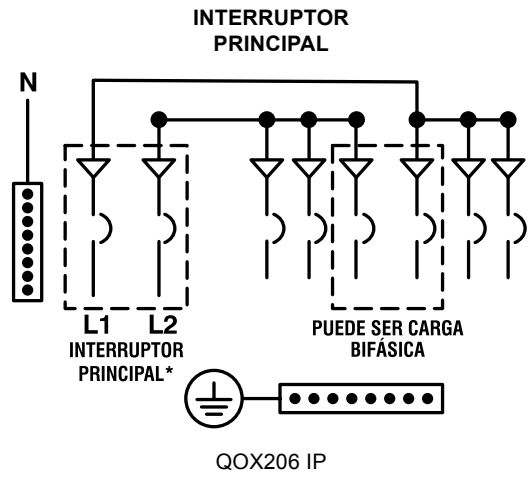 INTERRUPTOR
PRINCIPAL
N
L1 L2
INTERRUPTOR
PRINCIPAL*
PUEDE SER CARGA
BIFÁSICA
QOX206 IP